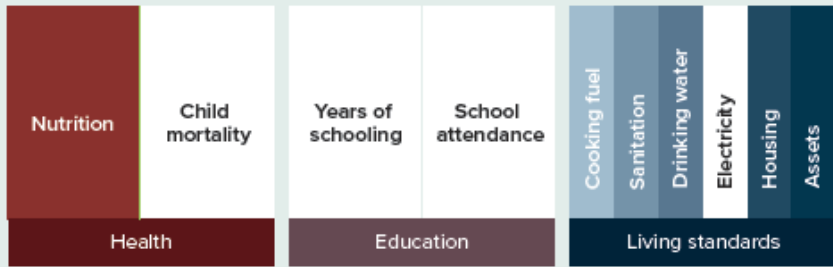 Nutrition
Child
mortality
Years of
schooling
School
attendance
Cooking fuel
Sanitation
Drinking water
Electricity
Housing
Assets
Health
Education
Living standards